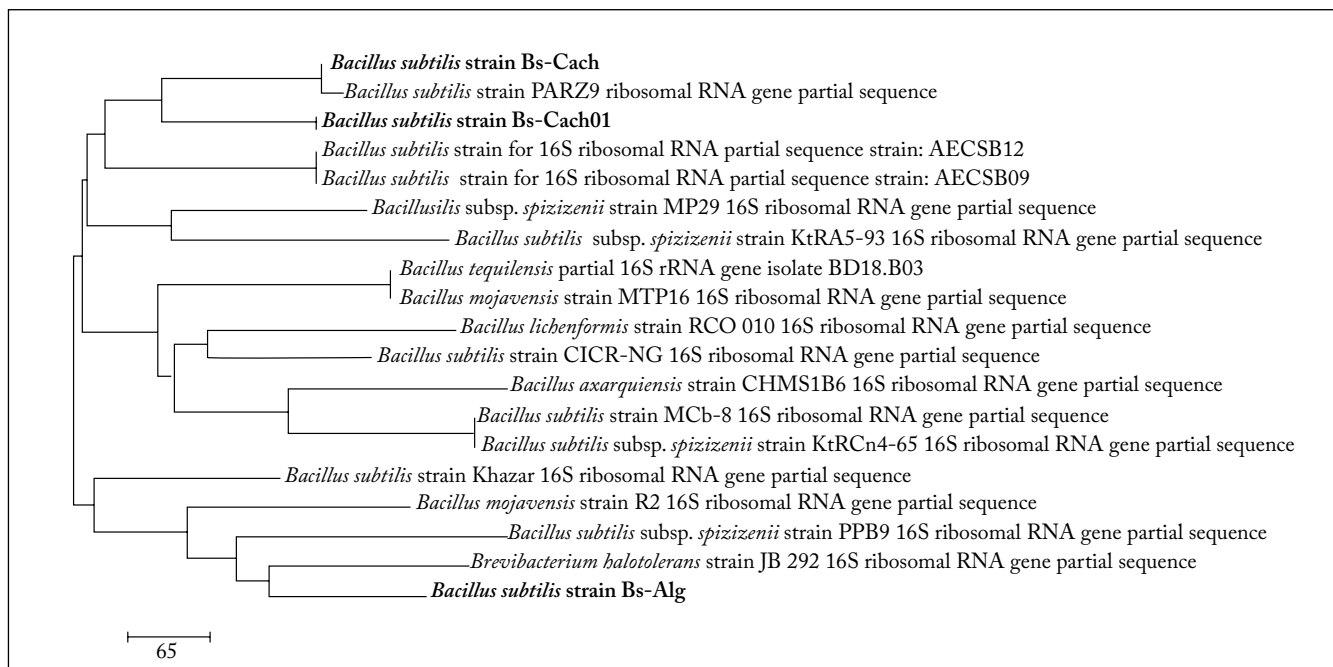 Bacillus subtilis strain Bs-Cach
Bacillus subtilis strain PARZ9 ribosomal RNA gene partial sequence
Bacillus subtilis strain Bs-Cach01
Bacillus subtilis strain for 16S ribosomal RNA partial sequence strain: AECSB12
Bacillus subtilis strain for 16S ribosomal RNA partial sequence strain: AECSB09
Bacillusilis subsp. spizizenii strain MP29 16S ribosomal RNA gene partial sequence
Bacillus subtilis subsp. spizizenii strain KtRA5-93 16S ribosomal RNA gene partial sequence
Bacillus tequilensis partial 16S rRNA gene isolate BD18.B03
Bacillus mojavensis strain MTP16 16S ribosomal RNA gene partial sequence
Bacillus lichenformis strain RCO 010 16S ribosomal RNA gene partial sequence
Bacillus subtilis strain CICR-NG 16S ribosomal RNA gene partial sequence
Bacillus axarquiensis strain CHMS1B6 16S ribosomal RNA gene partial sequence
Bacillus subtilis strain MCb-8 16S ribosomal RNA gene partial sequence
Bacillus subtilis subsp. spizizenii strain KtRCn4-65 16S ribosomal RNA gene partial sequence
Bacillus subtilis strain Khazar 16S ribosomal RNA gene partial sequence
Bacillus mojavensis strain R2 16S ribosomal RNA gene partial sequence
Bacillus subtilis subsp. spizizenii strain PPB9 16S ribosomal RNA gene partial sequence
Brevibacterium halotolerans strain JB 292 16S ribosomal RNA gene partial sequence
Bacillus subtilis strain Bs-Alg
65